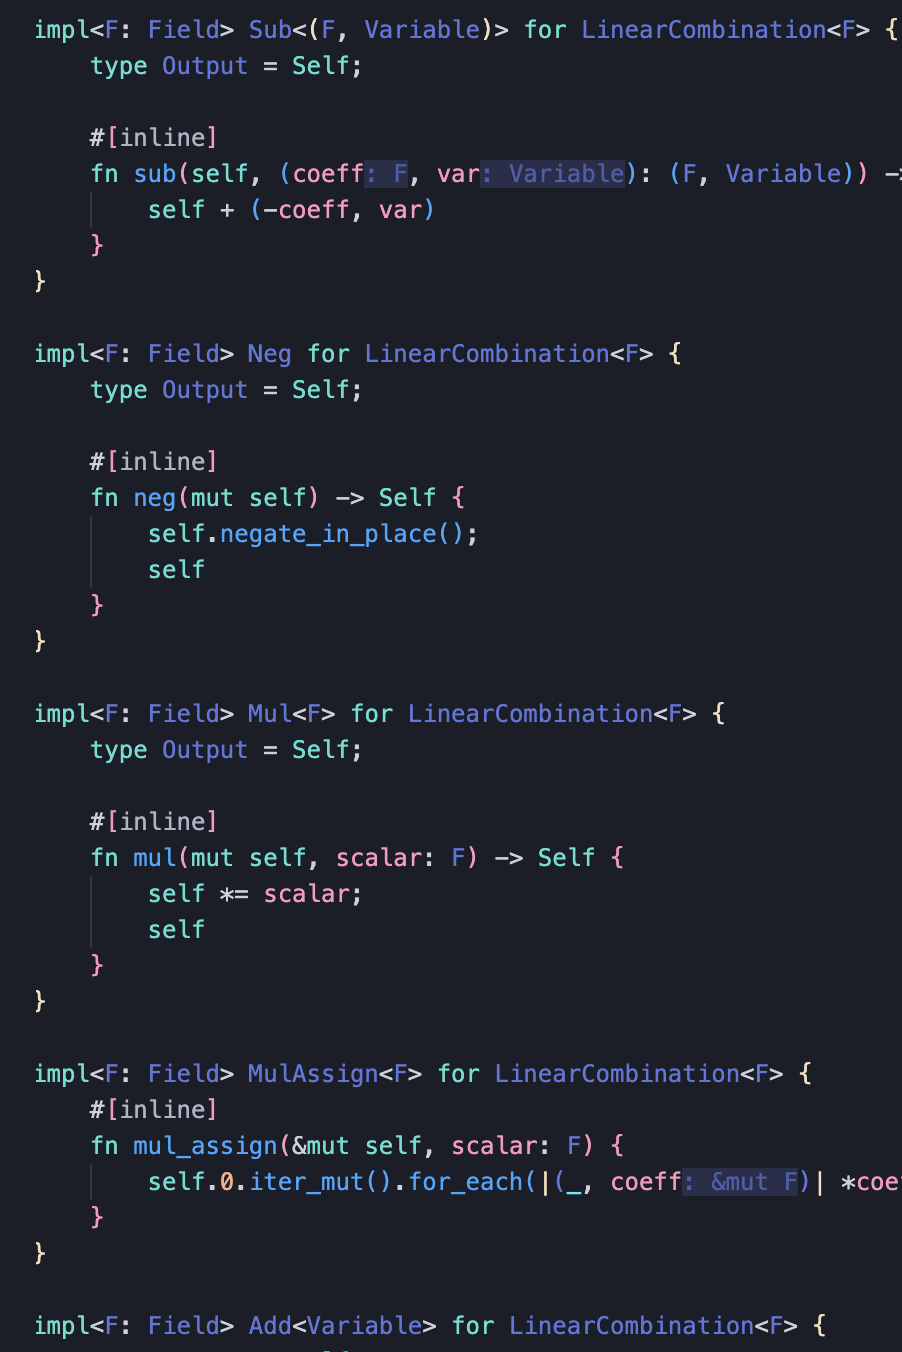 impl<F: Field> Sub<(F, Variable)> for LinearCombination<F> {
    type Output = Self;

    #[inline]
    fn sub(self, (coeff: F, var: Variable): (F, Variable)) ->
        self + (-coeff, var)
    }
}

impl<F: Field> Neg for LinearCombination<F> {
    type Output = Self;

    #[inline]
    fn neg(mut self) -> Self {
        self.negate_in_place();
        self
    }
}

impl<F: Field> Mul<F> for LinearCombination<F> {
    type Output = Self;

    #[inline]
    fn mul(mut self, scalar: F) -> Self {
        self *= scalar;
        self
    }
}

impl<F: Field> MulAssign<F> for LinearCombination<F> {
    #[inline]
    fn mul_assign(&mut self, scalar: F) {
        self.0.iter_mut().for_each(|(_, coeff: &mut F)| *coe
    }
}

impl<F: Field> Add<Variable> for LinearCombination<F> {